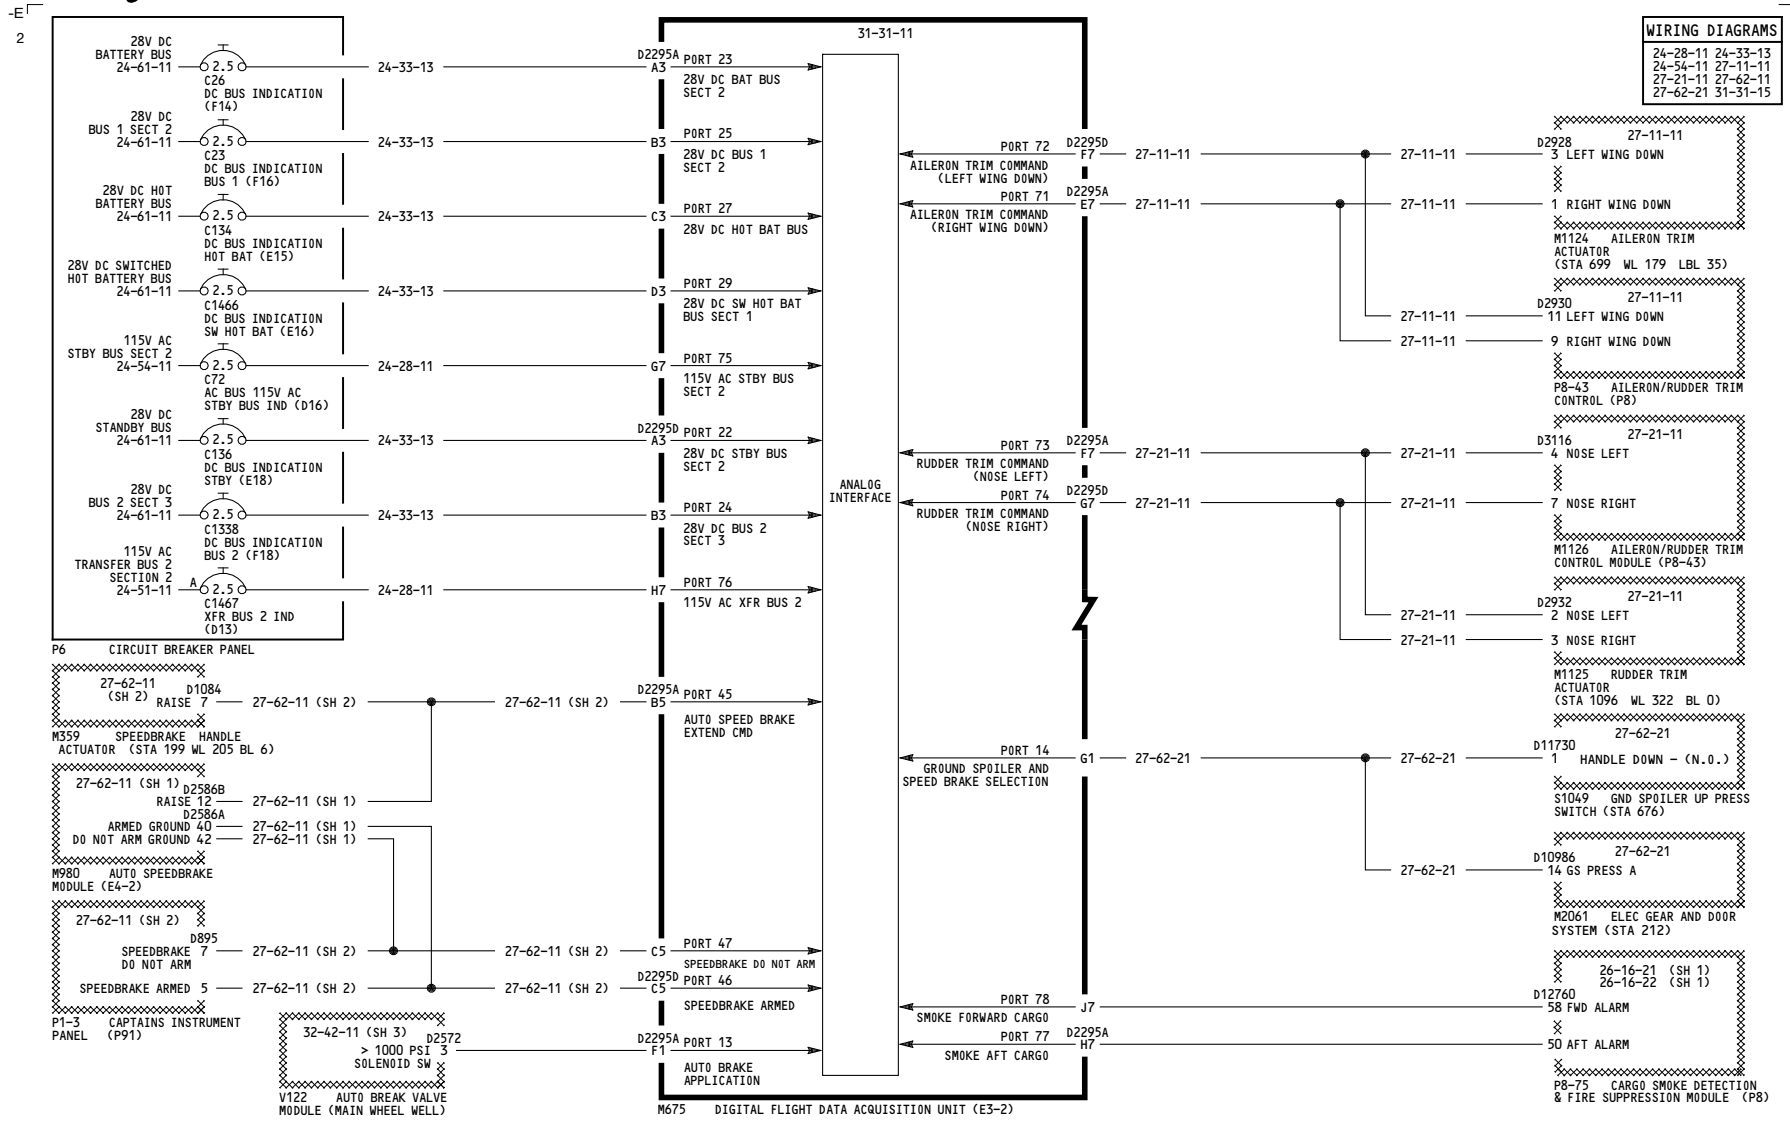 -E
2
28V DC
BATTERY BUS
24-61-11
2.5
C26
DC BUS INDICATION
(F14)
24-33-13
28V DC
BUS 1 SECT 2
24-61-11
2.5
C23
DC BUS INDICATION
BUS 1 (F16)
24-33-13
28V DC HOT
BATTERY BUS
24-61-11
2.5
C134
DC BUS INDICATION
HOT BAT (E15)
24-33-13
28V DC SWITCHED
HOT BATTERY BUS
24-61-11
2.5
C1466
DC BUS INDICATION
SW HOT BAT (E16)
24-33-13
115V AC
STBY BUS SECT 2
24-54-11
2.5
C72
AC BUS 115V AC
STBY BUS IND (D16)
24-28-11
28V DC
STANDBY BUS
24-61-11
2.5
C136
DC BUS INDICATION
STBY (E18)
24-33-13
28V DC
BUS 2 SECT 3
24-61-11
2.5
C1338
DC BUS INDICATION
BUS 2 (F18)
24-33-13
115V AC
TRANSFER BUS 2
SECTION 2
24-51-11
A
2.5
C1467
XFR BUS 2 IND
(D13)
24-28-11
P6 CIRCUIT BREAKER PANEL
27-62-11
(SH 2)
D1084
RAISE 7
27-62-11 (SH 2)
27-62-11 (SH 2)
M359 SPEEDBRAKE HANDLE
ACTUATOR (STA 199 WL 205 BL 6)
27-62-11 (SH 1)
D2586B
RAISE 12
27-62-11 (SH 1)
D2586A
ARMED GROUND 40
27-62-11 (SH 1)
DO NOT ARM GROUND 42
27-62-11 (SH 1)
M980 AUTO SPEEDBRAKE
MODULE (E4-2)
27-62-11 (SH 2)
D895
SPEEDBRAKE 7
DO NOT ARM
27-62-11 (SH 2)
27-62-11 (SH 2)
SPEEDBRAKE ARMED 5
27-62-11 (SH 2)
27-62-11 (SH 2)
P1-3 CAPTAINS INSTRUMENT
PANEL (P91)
32-42-11 (SH 3)
D2572
> 1000 PSI 3
SOLENOID SW
V122 AUTO BREAK VALVE
MODULE (MAIN WHEEL WELL)
31-31-11
D2295A
A3
PORT 23
28V DC BAT BUS
SECT 2
B3
PORT 25
28V DC BUS 1
SECT 2
C3
PORT 27
28V DC HOT BAT BUS
D3
PORT 29
28V DC SW HOT BAT
BUS SECT 1
G7
PORT 75
115V AC STBY BUS
SECT 2
D2295D
A3
PORT 22
28V DC STBY BUS
SECT 2
B3
PORT 24
28V DC BUS 2
SECT 3
H7
PORT 76
115V AC XFR BUS 2
D2295A
B5
PORT 45
AUTO SPEED BRAKE
EXTEND CMD
C5
PORT 47
SPEEDBRAKE DO NOT ARM
D2295D
C5
PORT 46
SPEEDBRAKE ARMED
D2295A
F1
PORT 13
AUTO BRAKE
APPLICATION
M675 DIGITAL FLIGHT DATA ACQUISITION UNIT (E3-2)
ANALOG
INTERFACE
PORT 72
AILERON TRIM COMMAND
(LEFT WING DOWN)
D2295D
F7
27-11-11
27-11-11
PORT 71
AILERON TRIM COMMAND
(RIGHT WING DOWN)
D2295A
E7
27-11-11
27-11-11
27-11-11
27-11-11
PORT 73
RUDDER TRIM COMMAND
(NOSE LEFT)
D2295A
F7
27-21-11
27-21-11
PORT 74
RUDDER TRIM COMMAND
(NOSE RIGHT)
D2295D
G7
27-21-11
27-21-11
27-21-11
27-21-11
PORT 14
GROUND SPOILER AND
SPEED BRAKE SELECTION
G1
27-62-21
27-62-21
27-62-21
PORT 78
SMOKE FORWARD CARGO
J7
PORT 77
SMOKE AFT CARGO
D2295A
H7
WIRING DIAGRAMS
24-28-11 24-33-13
24-54-11 27-11-11
27-21-11 27-62-11
27-62-21 31-31-15
27-11-11
D2928
3 LEFT WING DOWN
1 RIGHT WING DOWN
M1124 AILERON TRIM
ACTUATOR
(STA 699 WL 179 LBL 35)
27-11-11
D2930
11 LEFT WING DOWN
9 RIGHT WING DOWN
P8-43 AILERON/RUDDER TRIM
CONTROL (P8)
27-21-11
D3116
4 NOSE LEFT
7 NOSE RIGHT
M1126 AILERON/RUDDER TRIM
CONTROL MODULE (P8-43)
27-21-11
D2932
2 NOSE LEFT
3 NOSE RIGHT
M1125 RUDDER TRIM
ACTUATOR
(STA 1096 WL 322 BL 0)
27-62-21
D11730
1 HANDLE DOWN - (N.O.)
S1049 GND SPOILER UP PRESS
SWITCH (STA 676)
27-62-21
D10986
14 GS PRESS A
M2061 ELEC GEAR AND DOOR
SYSTEM (STA 212)
26-16-21 (SH 1)
26-16-22 (SH 1)
D12760
58 FWD ALARM
50 AFT ALARM
P8-75 CARGO SMOKE DETECTION
& FIRE SUPPRESSION MODULE (P8)